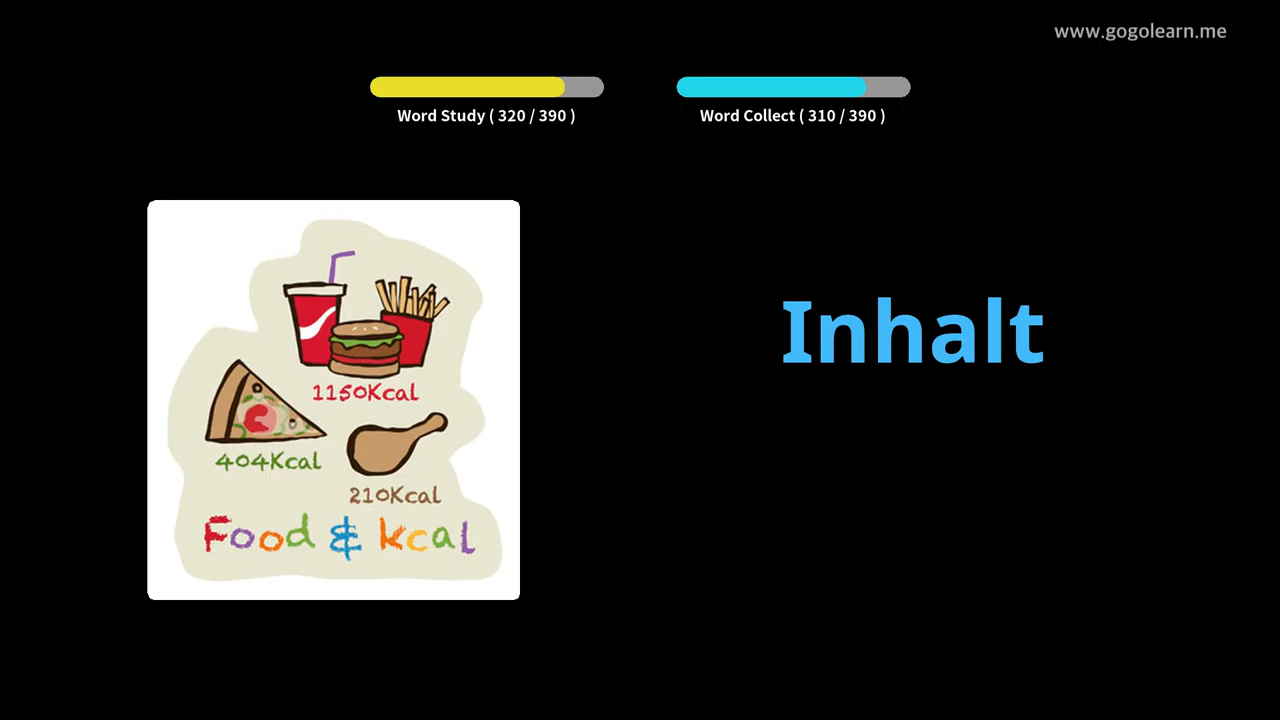 www.gogolearn.me
Word Study ( 320 / 390 )
Word Collect ( 310 / 390 )
1150Kcal
404Kcal
210Kcal
Food & kcal
Inhalt